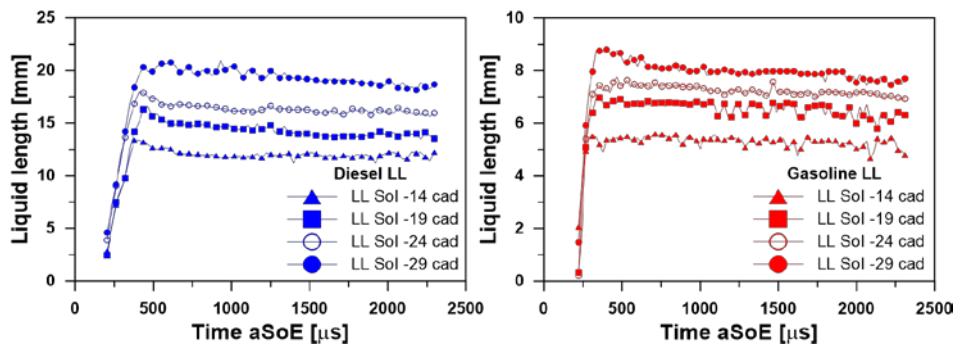 25
20
15
10
5
0
Liquid length [mm]
Diesel LL
LL SoI -14 cad
LL SoI -19 cad
LL SoI -24 cad
LL SoI -29 cad
0 500 1000 1500 2000 2500
Time aSoE [μs]
10
8
6
4
2
0
Liquid length [mm]
Gasoline LL
LL SoI -14 cad
LL SoI -19 cad
LL SoI -24 cad
LL SoI -29 cad
0 500 1000 1500 2000 2500
Time aSoE [μs]